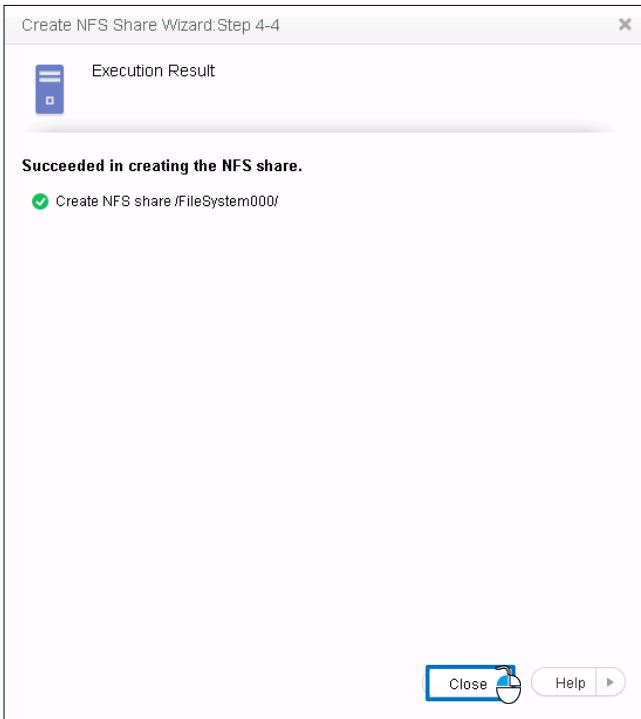 Create NFS Share Wizard:Step 4-4
Execution Result
Succeeded in creating the NFS share.
Create NFS share /FileSystem000/
Close
Help